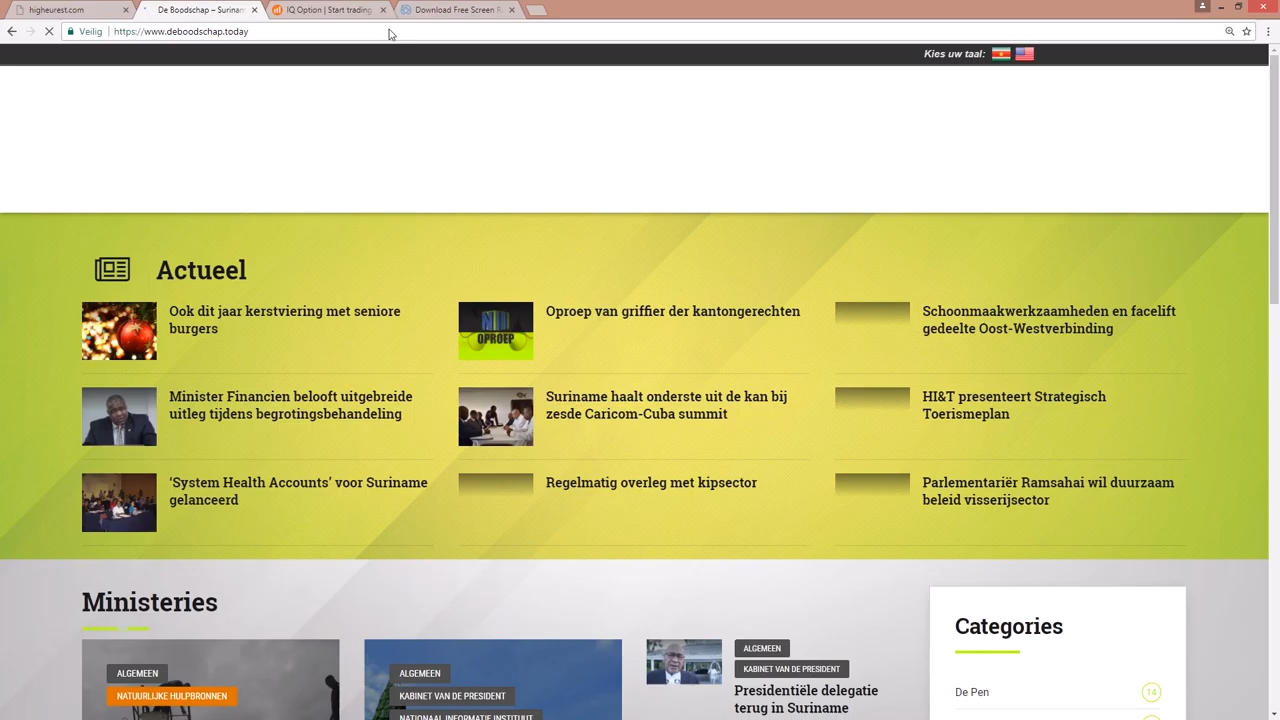 higheurest.com
De Boodschap – Surinam
IQ Option | Start trading
Download Free Screen R
Veilig
https://www.deboodschap.today
Kies uw taal:
Actueel
Ook dit jaar kerstviering met seniore
burgers
OPROEP
Oproep van griffier der kantongerechten
Schoonmaakwerkzaamheden en facelift
gedeelte Oost-Westverbinding
Minister Financien belooft uitgebreide
uitleg tijdens begrotingsbehandeling
Suriname haalt onderste uit de kan bij
zesde Caricom-Cuba summit
HI&T presenteert Strategisch
Toerismeplan
‘System Health Accounts’ voor Suriname
gelanceerd
Regelmatig overleg met kipsector
Parlementariër Ramsahai wil duurzaam
beleid visserijsector
Ministeries
ALGEMEEN
NATUURLIJKE HULPBRONNEN
ALGEMEEN
KABINET VAN DE PRESIDENT
NATIONAAL INFORMATIE INSTITUUT
ALGEMEEN
KABINET VAN DE PRESIDENT
Presidentiële delegatie
terug in Suriname
Categories
De Pen
14